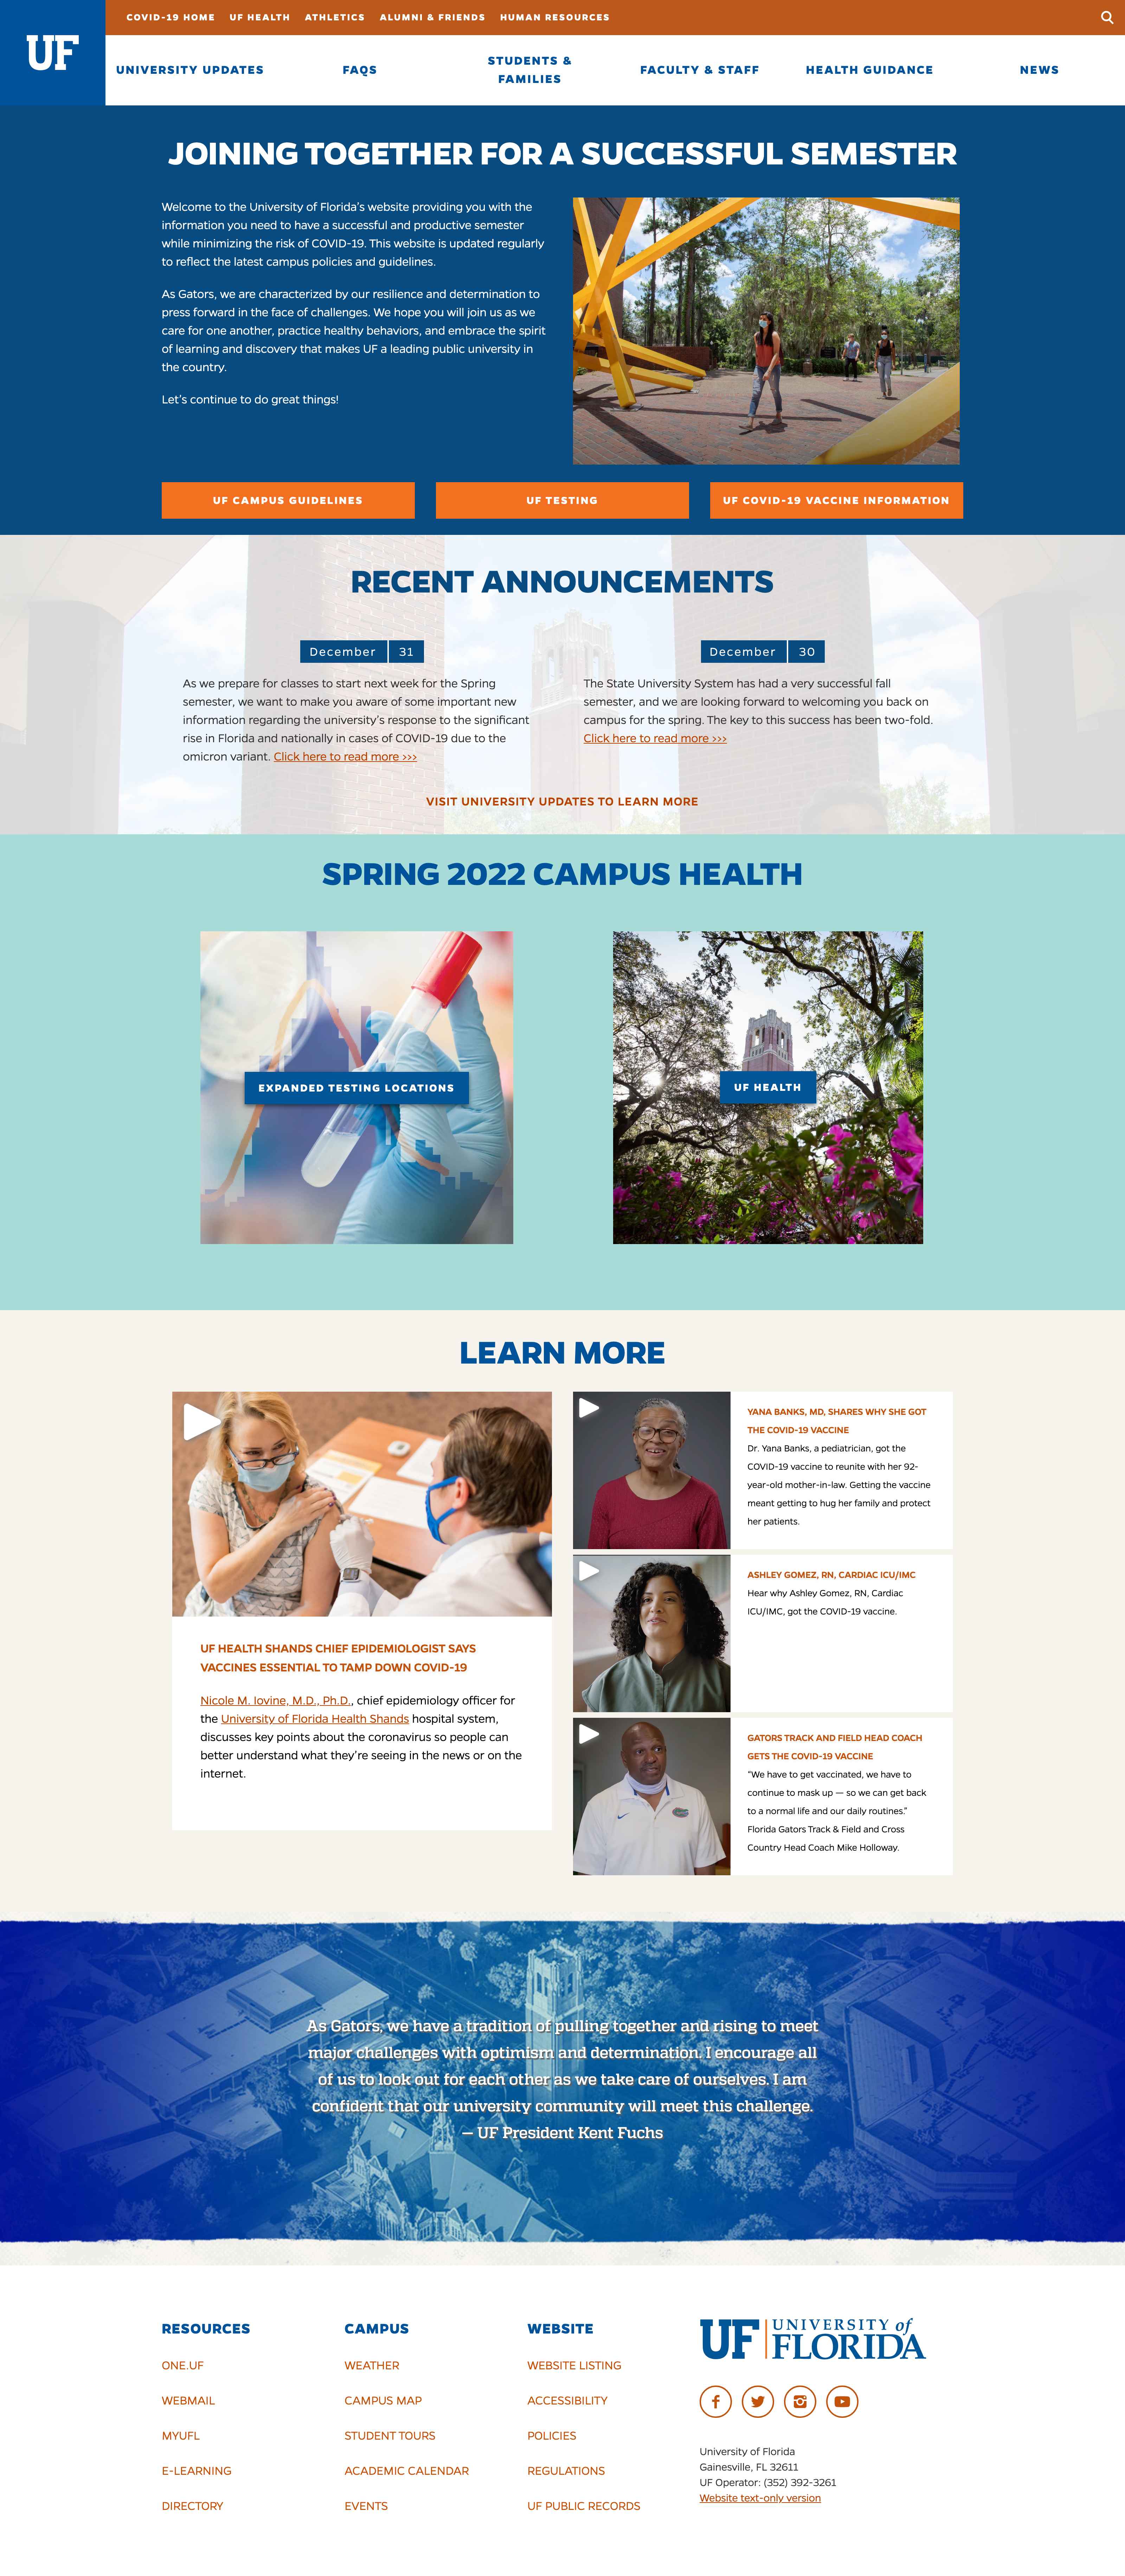 COVID-19 HOME UF HEALTH ATHLETICS ALUMNI & FRIENDS HUMAN RESOURCES
UF
UNIVERSITY UPDATES FAQS STUDENTS & FAMILIES FACULTY & STAFF HEALTH GUIDANCE NEWS
JOINING TOGETHER FOR A SUCCESSFUL SEMESTER
Welcome to the University of Florida's website providing you with the
information you need to have a successful and productive semester
while minimizing the risk of COVID-19. This website is updated regularly
to reflect the latest campus policies and guidelines.
As Gators, we are characterized by our resilience and determination to
press forward in the face of challenges. We hope you will join us as we
care for one another, practice healthy behaviors, and embrace the spirit
of learning and discovery that makes UF a leading public university in
the country.
Let's continue to do great things!
UF CAMPUS GUIDELINES
UF TESTING
UF COVID-19 VACCINE INFORMATION
RECENT ANNOUNCEMENTS
December 31
As we prepare for classes to start next week for the Spring
semester, we want to make you aware of some important new
information regarding the university's response to the significant
rise in Florida and nationally in cases of COVID-19 due to the
omicron variant. Click here to read more >>>
December 30
The State University System has had a very successful fall
semester, and we are looking forward to welcoming you back on
campus for the spring. The key to this success has been two-fold.
Click here to read more >>>
VISIT UNIVERSITY UPDATES TO LEARN MORE
SPRING 2022 CAMPUS HEALTH
EXPANDED TESTING LOCATIONS
UF HEALTH
LEARN MORE
UF HEALTH SHANDS CHIEF EPIDEMIOLOGIST SAYS
VACCINES ESSENTIAL TO TAMP DOWN COVID-19
Nicole M. Iovine, M.D., Ph.D., chief epidemiology officer for
the University of Florida Health Shands hospital system,
discusses key points about the coronavirus so people can
better understand what they're seeing in the news or on the
internet.
YANA BANKS, MD, SHARES WHY SHE GOT
THE COVID-19 VACCINE
Dr. Yana Banks, a pediatrician, got the
COVID-19 vaccine to reunite with her 92-
year-old mother-in-law. Getting the vaccine
meant getting to hug her family and protect
her patients.
ASHLEY GOMEZ, RN, CARDIAC ICU/IMC
Hear why Ashley Gomez, RN, Cardiac
ICU/IMC, got the COVID-19 vaccine.
GATORS TRACK AND FIELD HEAD COACH
GETS THE COVID-19 VACCINE
"We have to get vaccinated, we have to
continue to mask up — so we can get back
to a normal life and our daily routines."
Florida Gators Track & Field and Cross
Country Head Coach Mike Holloway.
As Gators, we have a tradition of pulling together and rising to meet
major challenges with optimism and determination. I encourage all
of us to look out for each other as we take care of ourselves. I am
confident that our university community will meet this challenge.
— UF President Kent Fuchs
RESOURCES
ONE.UF
WEBMAIL
MYUFL
E-LEARNING
DIRECTORY
CAMPUS
WEATHER
CAMPUS MAP
STUDENT TOURS
ACADEMIC CALENDAR
EVENTS
WEBSITE
WEBSITE LISTING
ACCESSIBILITY
POLICIES
REGULATIONS
UF PUBLIC RECORDS
UF UNIVERSITY of
FLORIDA
University of Florida
Gainesville, FL 32611
UF Operator: (352) 392-3261
Website text-only version